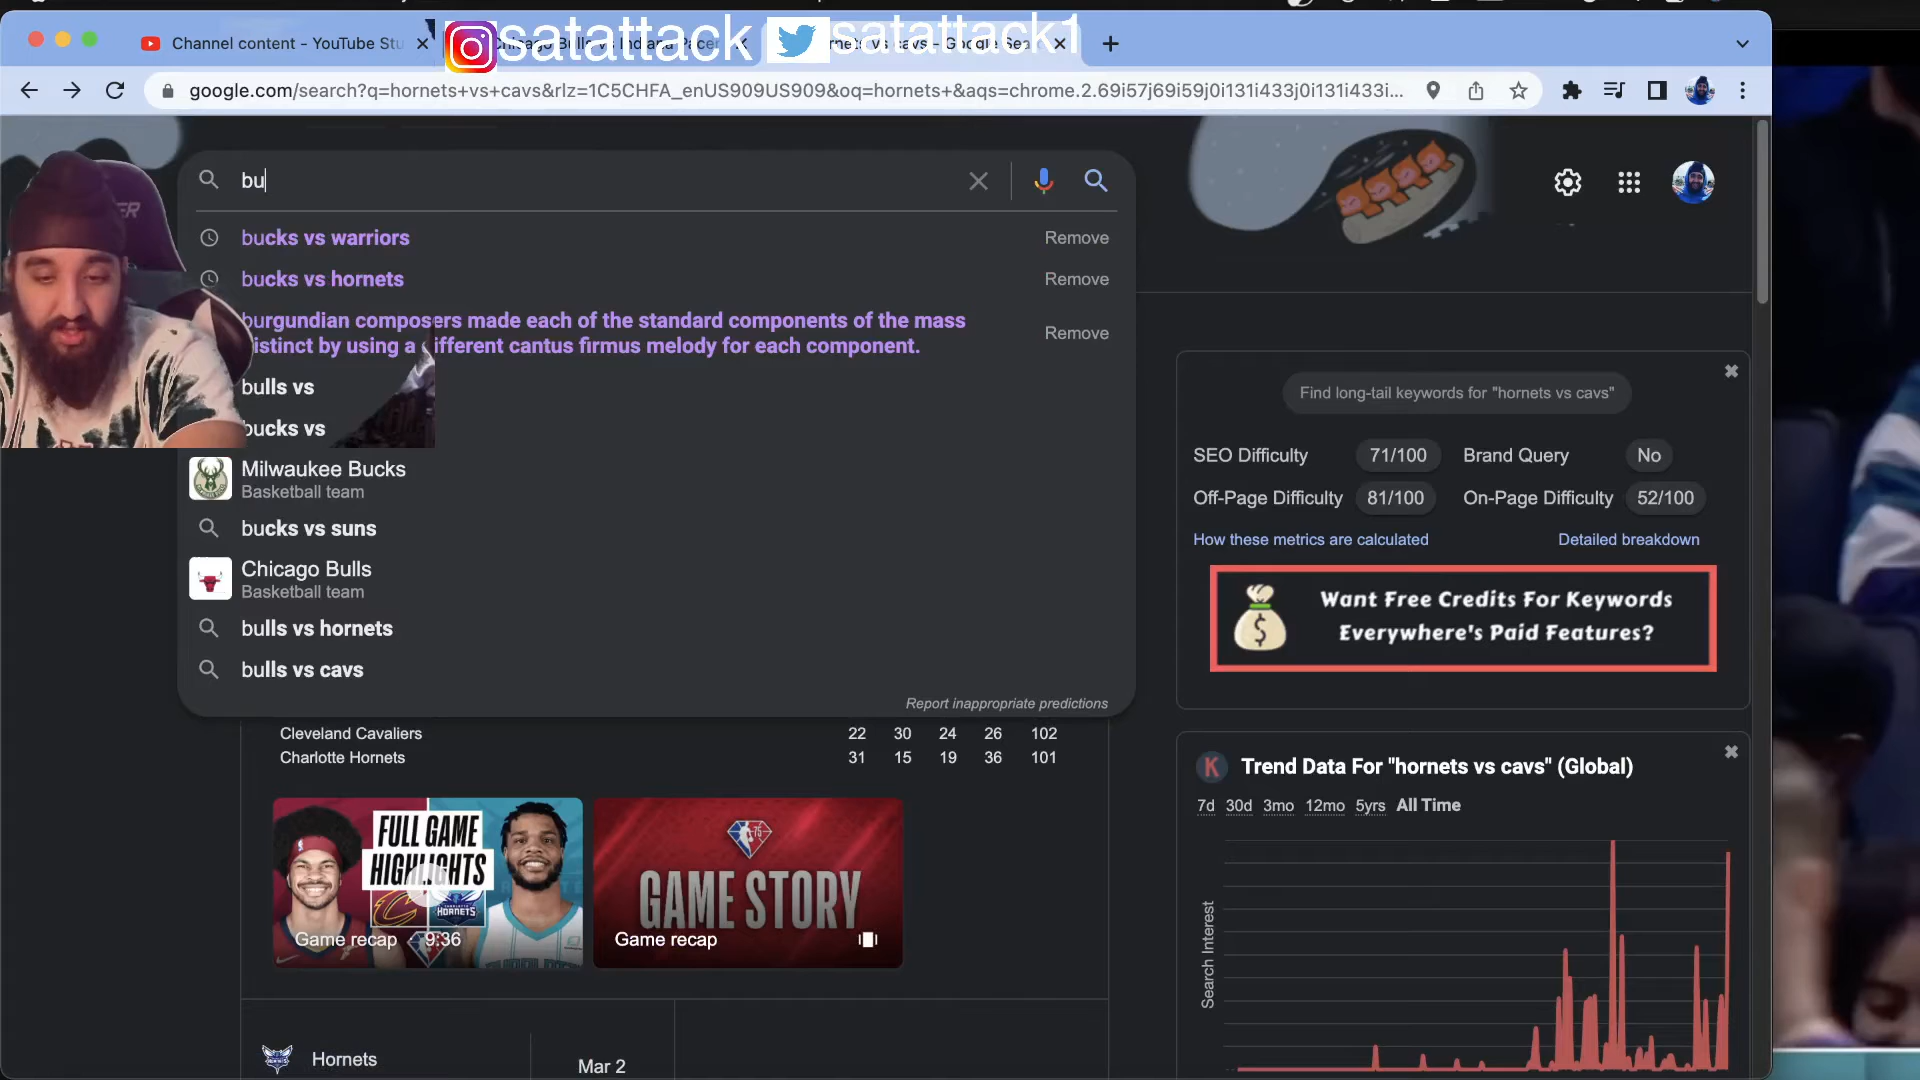 Channel content - YouTube Stu
satattack
satattack1
google.com/search?q=hornets+vs+cavs&rlz=1C5CHFA_enUS909US909&oq=hornets+&aqs=chrome.2.69i57j69i59j0i131i433j0i131i433i...
bu
bucks vs warriors
Remove
bucks vs hornets
Remove
burgundian composers made each of the standard components of the mass
istinct by using a different cantus firmus melody for each component.
Remove
bulls vs
bucks vs
Milwaukee Bucks
Basketball team
bucks vs suns
Chicago Bulls
Basketball team
bulls vs hornets
bulls vs cavs
Report inappropriate predictions
Cleveland Cavaliers 22 30 24 26 102
Charlotte Hornets 31 15 19 36 101
FULL GAME
HIGHLIGHTS
HORNETS
Game recap 9:36
75
GAME STORY
Game recap
Hornets
Mar 2
Find long-tail keywords for "hornets vs cavs"
SEO Difficulty 71/100 Brand Query No
Off-Page Difficulty 81/100 On-Page Difficulty 52/100
How these metrics are calculated Detailed breakdown
Want Free Credits For Keywords
Everywhere's Paid Features?
K Trend Data For "hornets vs cavs" (Global)
7d 30d 3mo 12mo 5yrs All Time
Search Interest